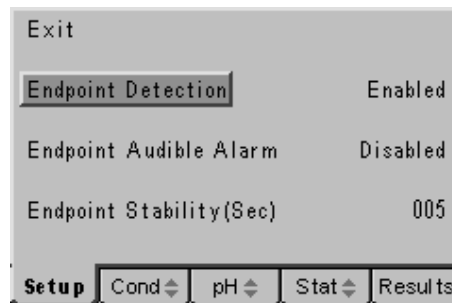 Exit
Endpoint Detection Enabled
Endpoint Audible Alarm Disabled
Endpoint Stability(Sec) 005
Setup Cond pH Stat Results